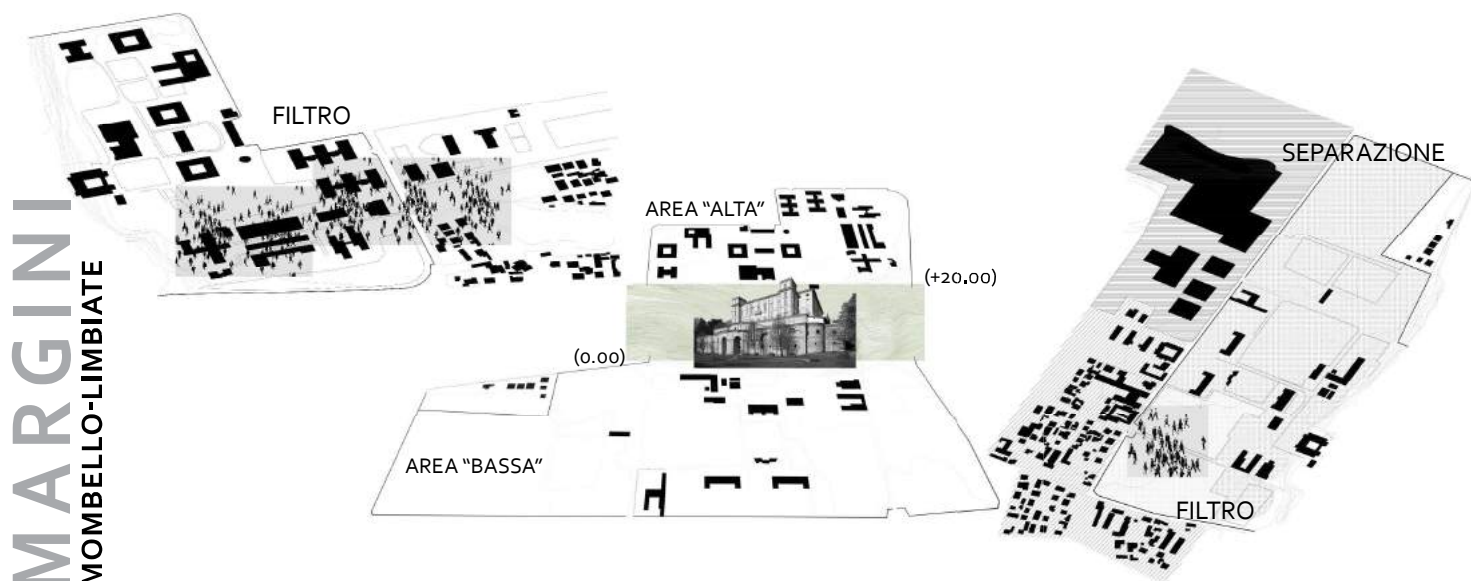 MARGINI
MOMBELLO-LIMBIATE
FILTRO
AREA “ALTA”
(+20.00)
(0.00)
AREA “BASSA”
SEPARAZIONE
FILTRO